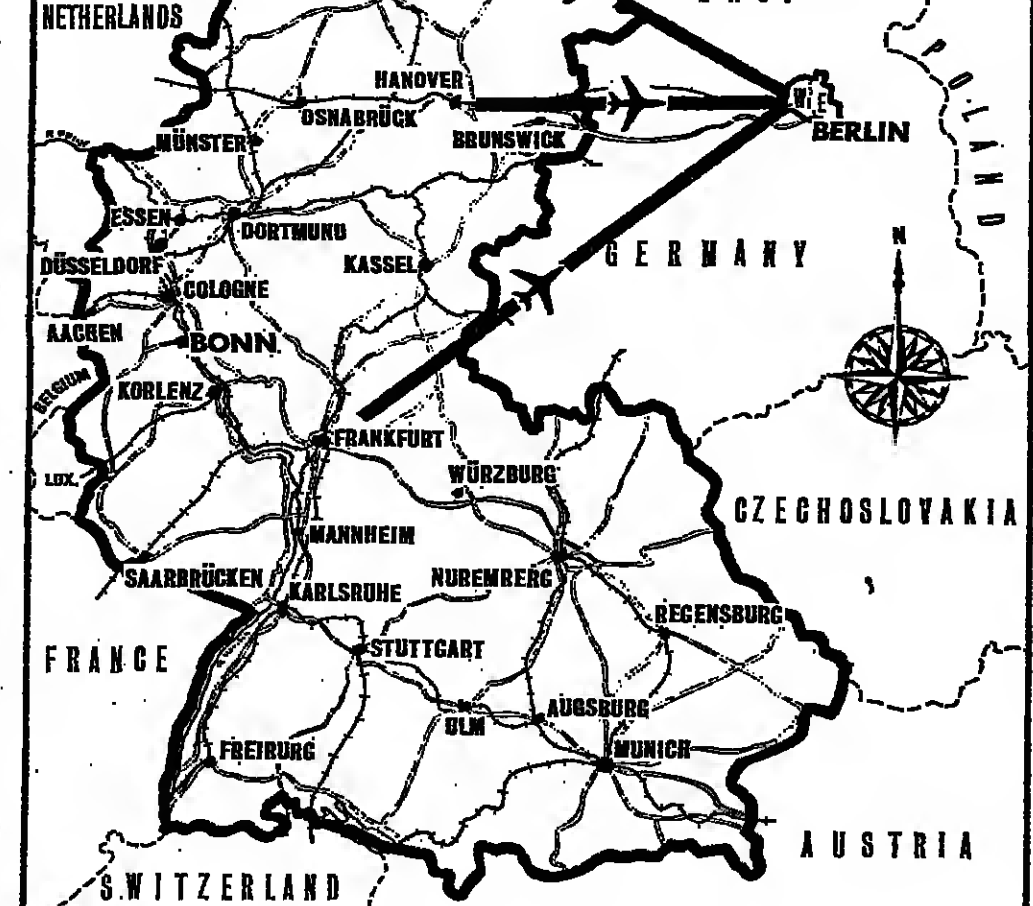 NETHERLANDS
POLAND
HANOVER
OSNABRÜCK
BERLIN
MÜNSTER
BRUNSWICK
ESSEN
DORTMUND
GERMANY
N
DÜSSELDORF
KASSEL
COLOGNE
AACHEN
BONN
BELGIUM
KOBLENZ
FRANKFURT
LUX.
WÜRZBURG
CZECHOSLOVAKIA
MANNHEIM
SAARBRÜCKEN
KARLSRUHE
NUREMBERG
REGENSBURG
FRANCE
STUTTGART
ULM
AUGSBURG
FREIBURG
MUNICH
AUSTRIA
SWITZERLAND